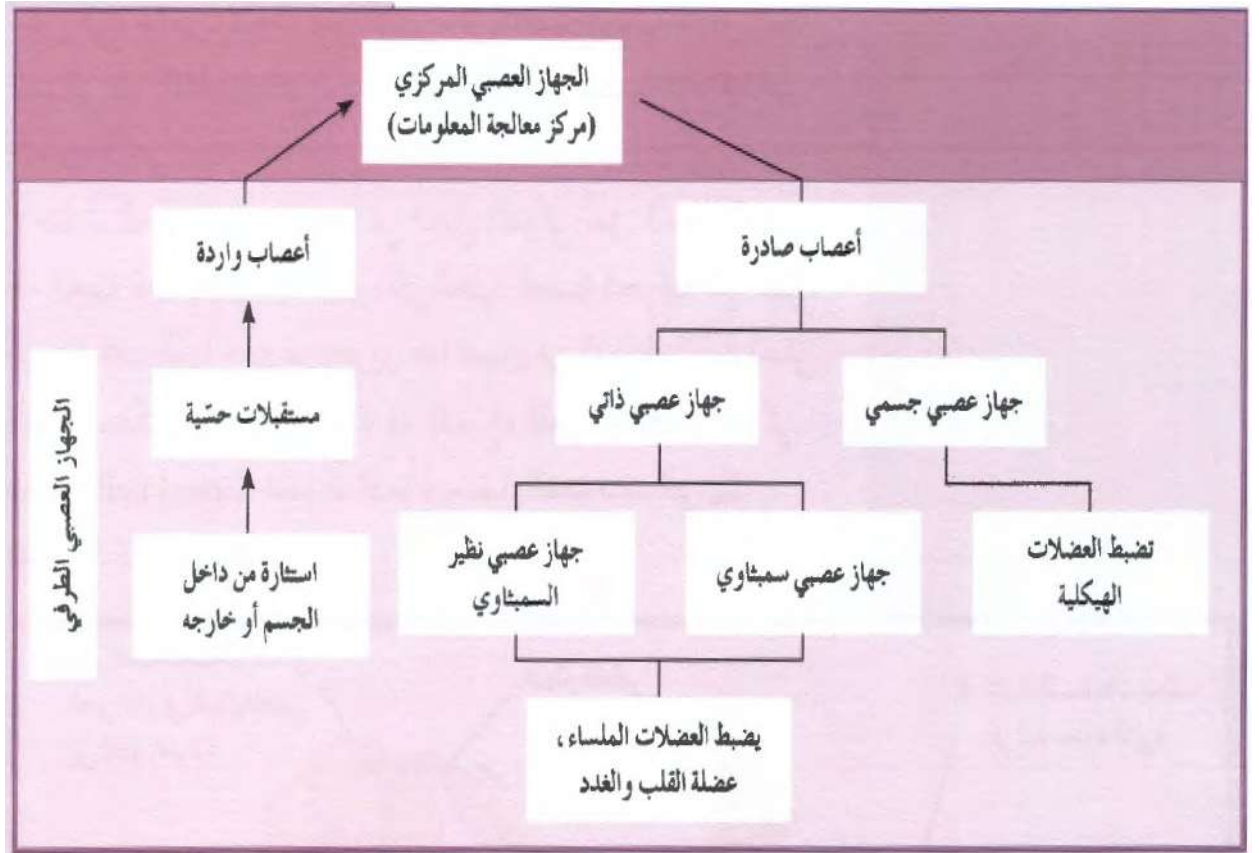 الجهاز العصبي المركزي
(مركز معالجة المعلومات)
أعصاب صادرة
أعصاب واردة
جهاز عصبي جسمي
جهاز عصبي ذاتي
مستقبلات حسّية
الجهاز العصبي الطرفي
تضبط العضلات
الهيكلية
جهاز عصبي سمبثاوي
جهاز عصبي نظير
السمبثاوي
استثارة من داخل
الجسم أو خارجه
يضبط العضلات الملساء،
عضلة القلب والغدد